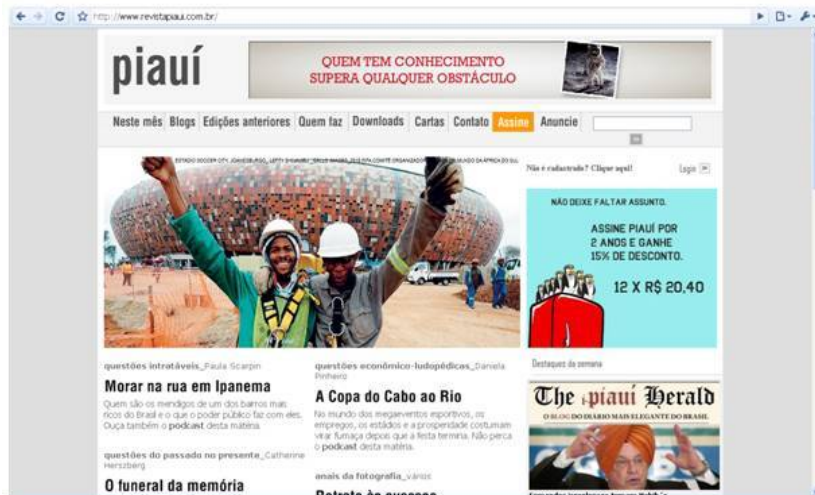 http://www.revistapiaui.com.br/
piauí
QUEM TEM CONHECIMENTO
SUPERA QUALQUER OBSTÁCULO
Neste mês Blogs Edições anteriores Quem faz Downloads Cartas Contato Assine Anuncie
Não é cadastrado? Clique aqui!
Login
NÃO DEIXE FALTAR ASSUNTO.
ASSINE PIAUÍ POR
2 ANOS E GANHE
15% DE DESCONTO.
12 X R$ 20,40
questões intratáveis_Paula Scarpin
Morar na rua em Ipanema
Quem são os mendigos de um dos bairros mais
ricos do Brasil e o que o poder público faz com eles.
Ouça também o podcast desta matéria.
questões do passado no presente_Catherine
Herszberg
O funeral da memória
questões econômico-ludopédicas_Daniela
Pinheiro
A Copa do Cabo ao Rio
No mundo dos megaeventos esportivos, os
empregos, os estádios e a prosperidade costumam
virar fumaça depois que a festa termina. Não perca
o podcast desta matéria.
anais da fotografia_vários
Destaques da semana
The piauí Herald
O BLOG DO DIÁRIO MAIS ELEGANTE DO BRASIL